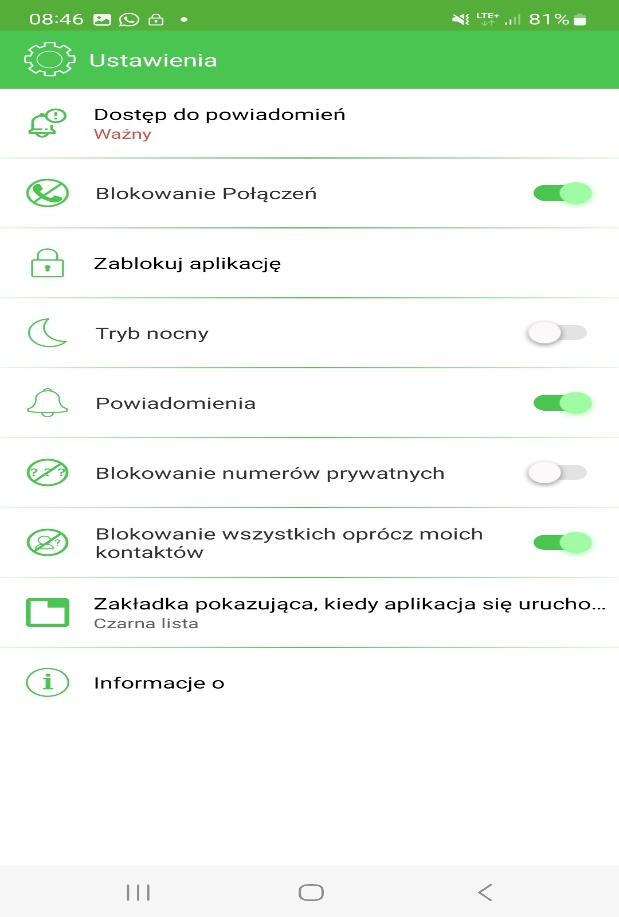 08:46 LTE+ 81%
Ustawienia
Dostęp do powiadomień
Ważny
Blokowanie Połączeń
Zablokuj aplikację
Tryb nocny
Powiadomienia
? ? ?
Blokowanie numerów prywatnych
?
Blokowanie wszystkich oprócz moich
kontaktów
Zakładka pokazująca, kiedy aplikacja się urucho...
Czarna lista
Informacje o